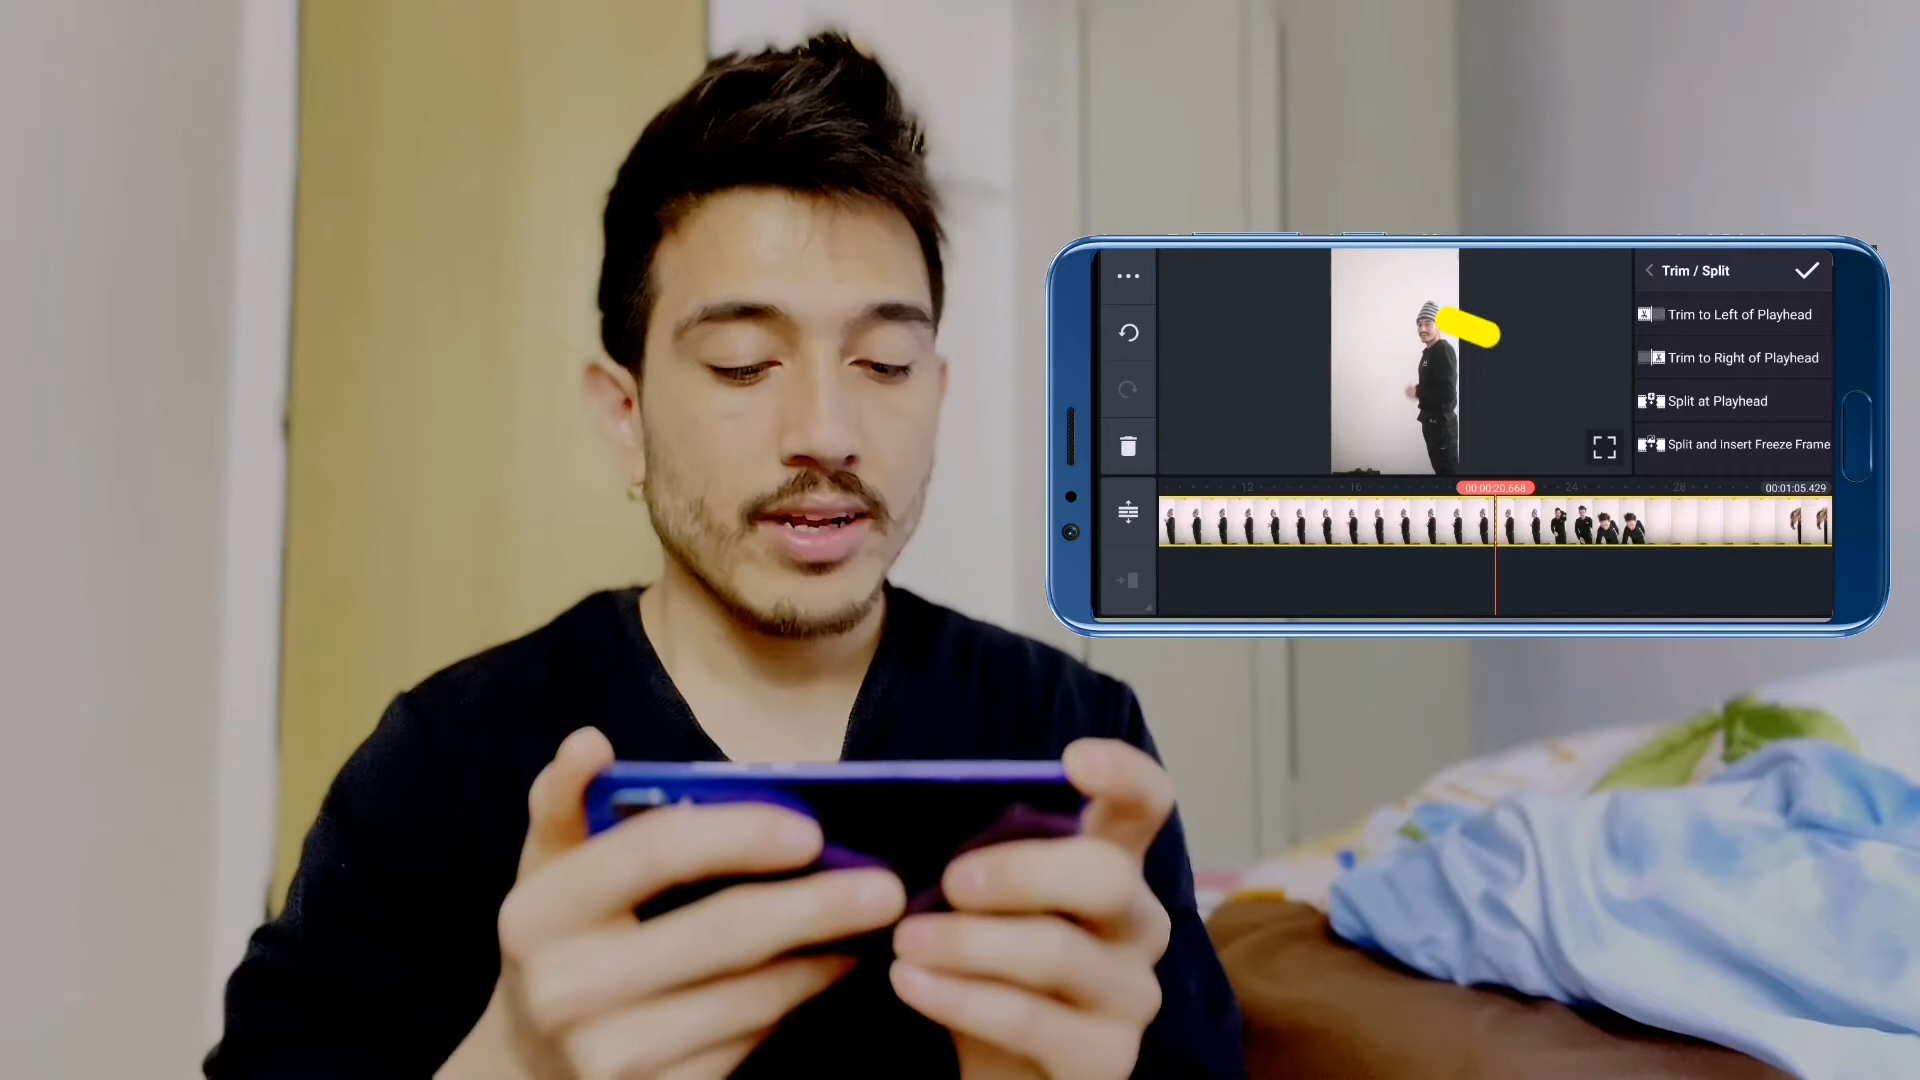 Trim / Split
Trim to Left of Playhead
Trim to Right of Playhead
Split at Playhead
Split and Insert Freeze Frame
12
16
00:00:20.668
24
28
00:01:05.429